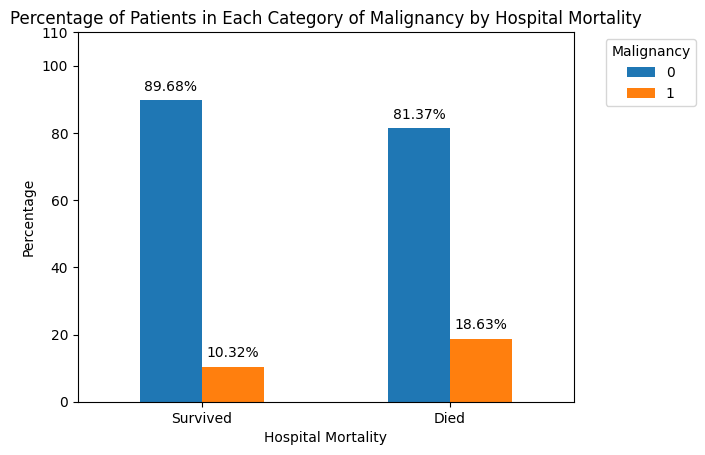 Percentage of Patients in Each Category of Malignancy by Hospital Mortality
Malignancy
0
1
110
100
80
60
40
20
0
Percentage
89.68%
10.32%
81.37%
18.63%
Survived
Died
Hospital Mortality